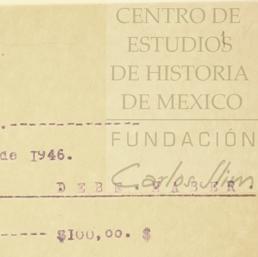 CENTRO DE
ESTUDIOS
DE HISTORIA
DE MEXICO
FUNDACIÓN
de 1946.
Carlos Slim
D E B E   H A B E R.
$100,00. $